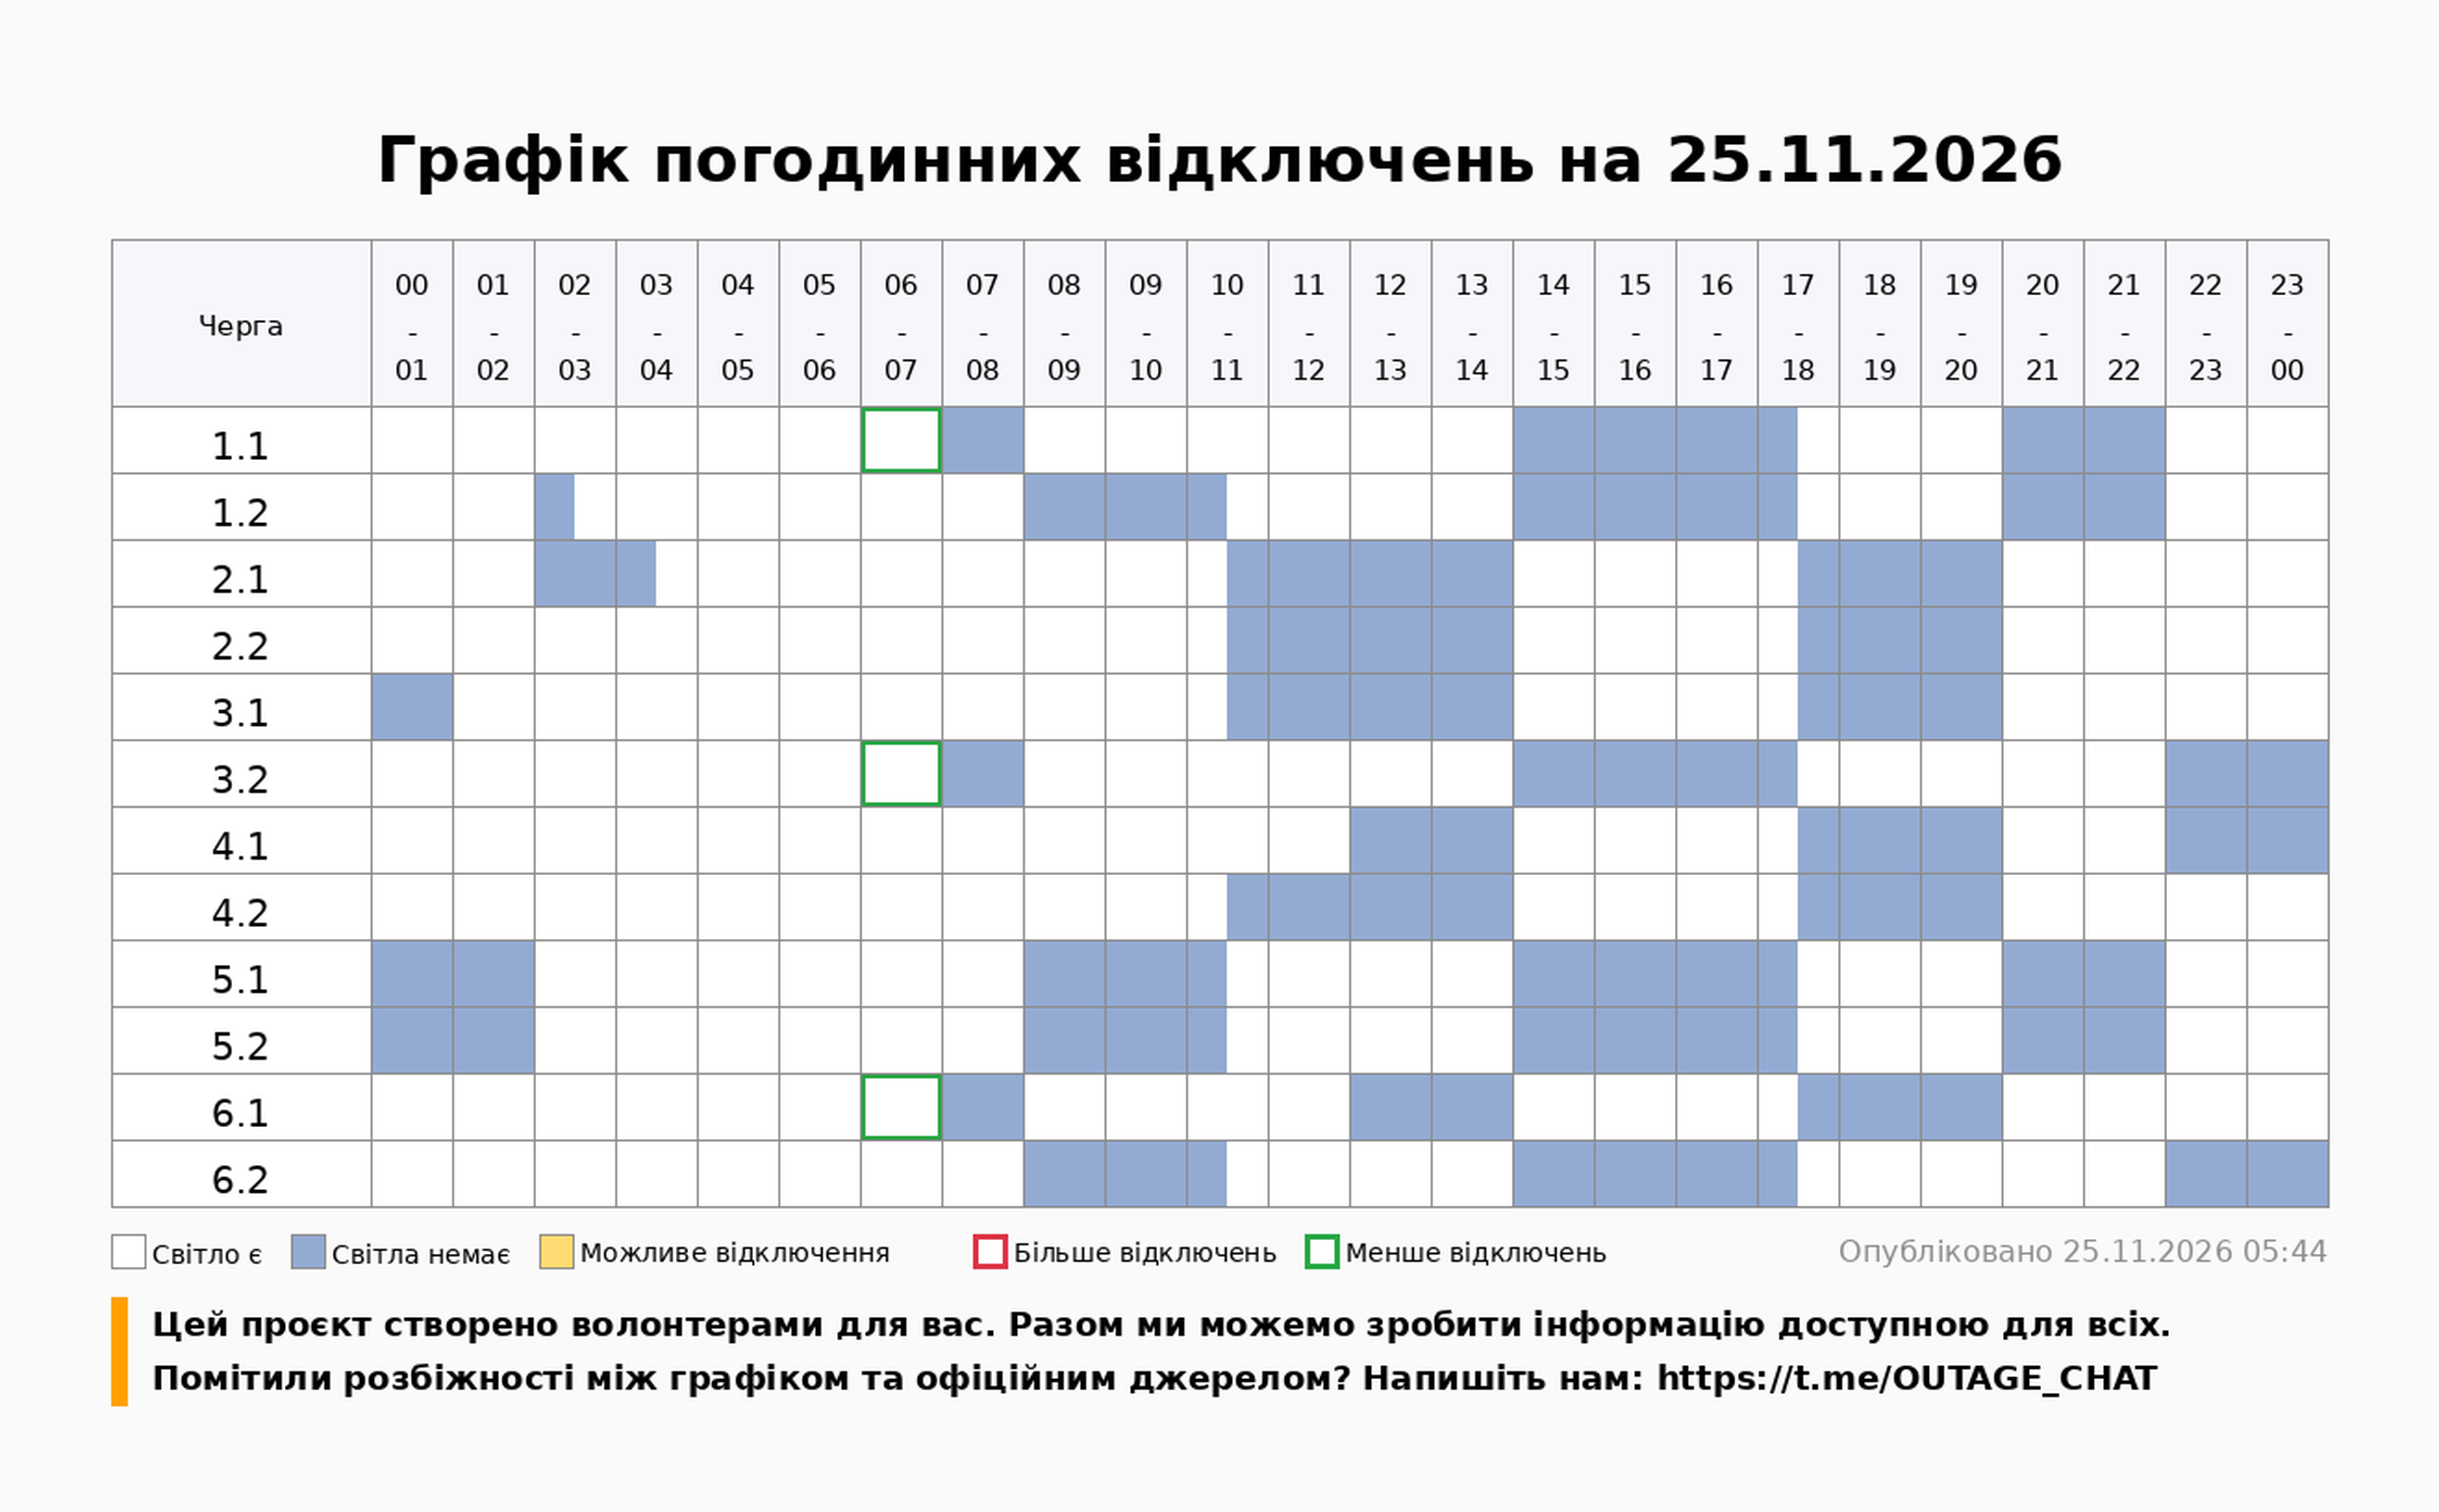 Графік погодинних відключень на 25.11.2026
Черга 00 - 01 01 - 02 02 - 03 03 - 04 04 - 05 05 - 06 06 - 07 07 - 08 08 - 09 09 - 10 10 - 11 11 - 12 12 - 13 13 - 14 14 - 15 15 - 16 16 - 17 17 - 18 18 - 19 19 - 20 20 - 21 21 - 22 22 - 23 23 - 00
1.1
1.2
2.1
2.2
3.1
3.2
4.1
4.2
5.1
5.2
6.1
6.2
Світло є Світла немає Можливе відключення Більше відключень Менше відключень Опубліковано 25.11.2026 05:44
Цей проєкт створено волонтерами для вас. Разом ми можемо зробити інформацію доступною для всіх.
Помітили розбіжності між графіком та офіційним джерелом? Напишіть нам: https://t.me/OUTAGE_CHAT